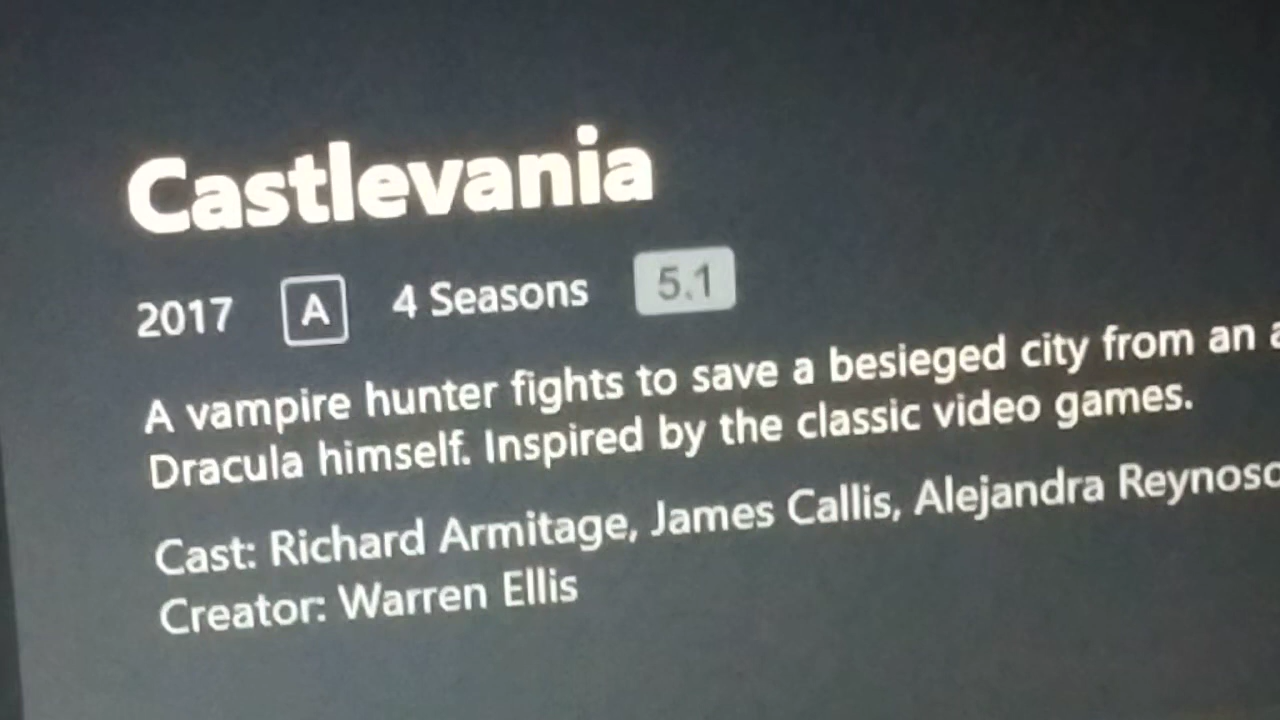 Castlevania
2017 A 4 Seasons 5.1
A vampire hunter fights to save a besieged city from an
Dracula himself. Inspired by the classic video games.
Cast: Richard Armitage, James Callis, Alejandra Reynoso
Creator: Warren Ellis